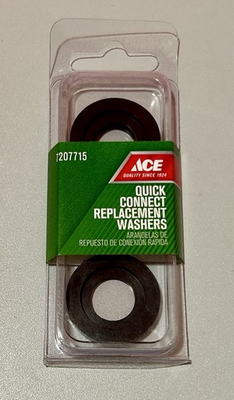 7207715
ACE
QUALITY SINCE 1924
QUICK
CONNECT
REPLACEMENT
WASHERS
ARANDELAS DE
REPUESTO DE CONEXIÓN RÁPIDA